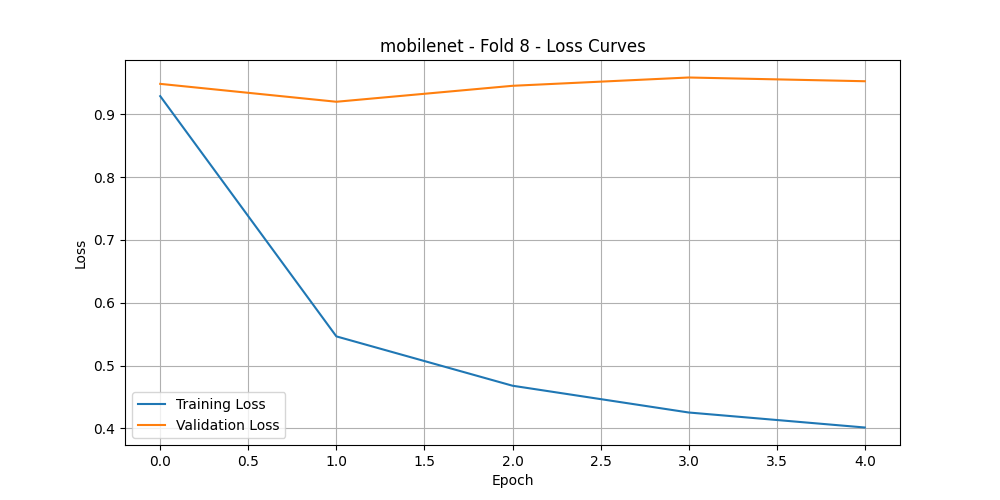 mobilenet - Fold 8 - Loss Curves
Loss
0.9
0.8
0.7
0.6
0.5
0.4
Training Loss
Validation Loss
0.0 0.5 1.0 1.5 2.0 2.5 3.0 3.5 4.0
Epoch